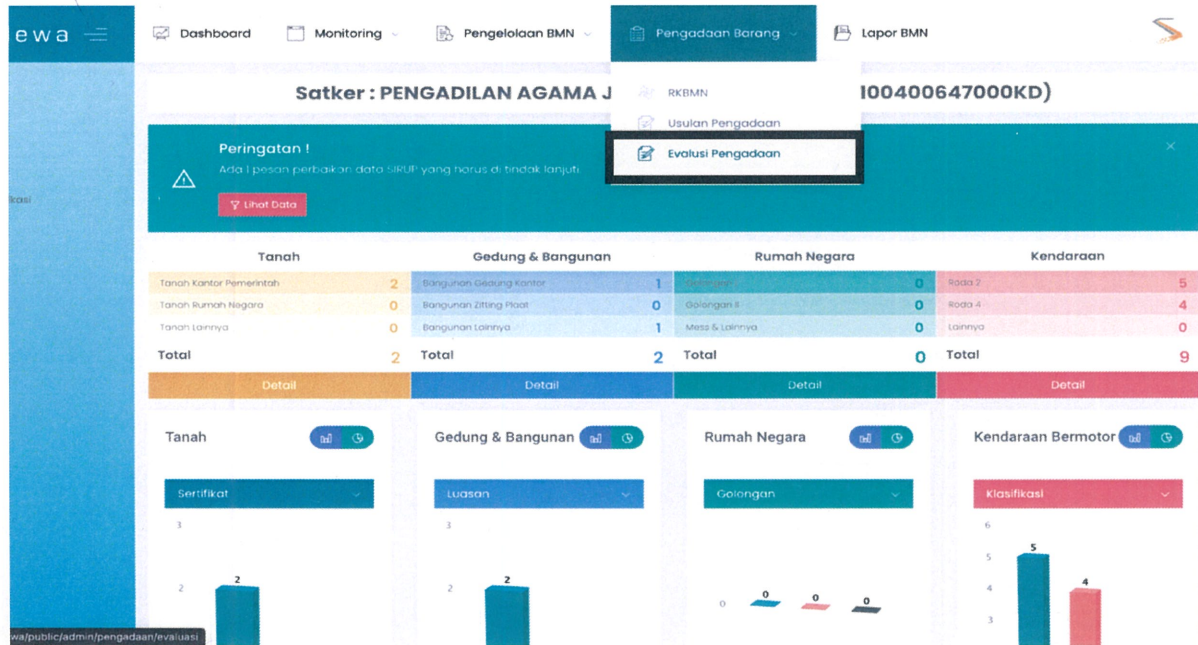 ewa
Dashboard
Monitoring
Pengelolaan BMN
Pengadaan Barang
Lapor BMN
RKBMN
Usulan Pengadaan
Evalusi Pengadaan
Satker : PENGADILAN AGAMA J
100400647000KD)
Peringatan !
Ada 1 pesan perbaikan data SIRUP yang harus di tindak lanjuti.
Lihat Data
ikasi
Tanah
Tanah Kantor Pemerintah 2
Tanah Rumah Negara 0
Tanah Lainnya 0
Total 2
Detail
Gedung & Bangunan
Bangunan Gedung Kantor 1
Bangunan Zitting Plaat 0
Bangunan Lainnya 1
Total 2
Detail
Rumah Negara
0
Golongan II 0
Mess & Lainnya 0
Total 0
Detail
Kendaraan
Roda 2 5
Roda 4 4
Lainnya 0
Total 9
Detail
Tanah
Sertifikat
3
2
2
Gedung & Bangunan
Luasan
3
2
2
Rumah Negara
Golongan
0
0
0
0
Kendaraan Bermotor
Klasifikasi
6
5
5
4
4
3
wa/public/admin/pengadaan/evaluasi